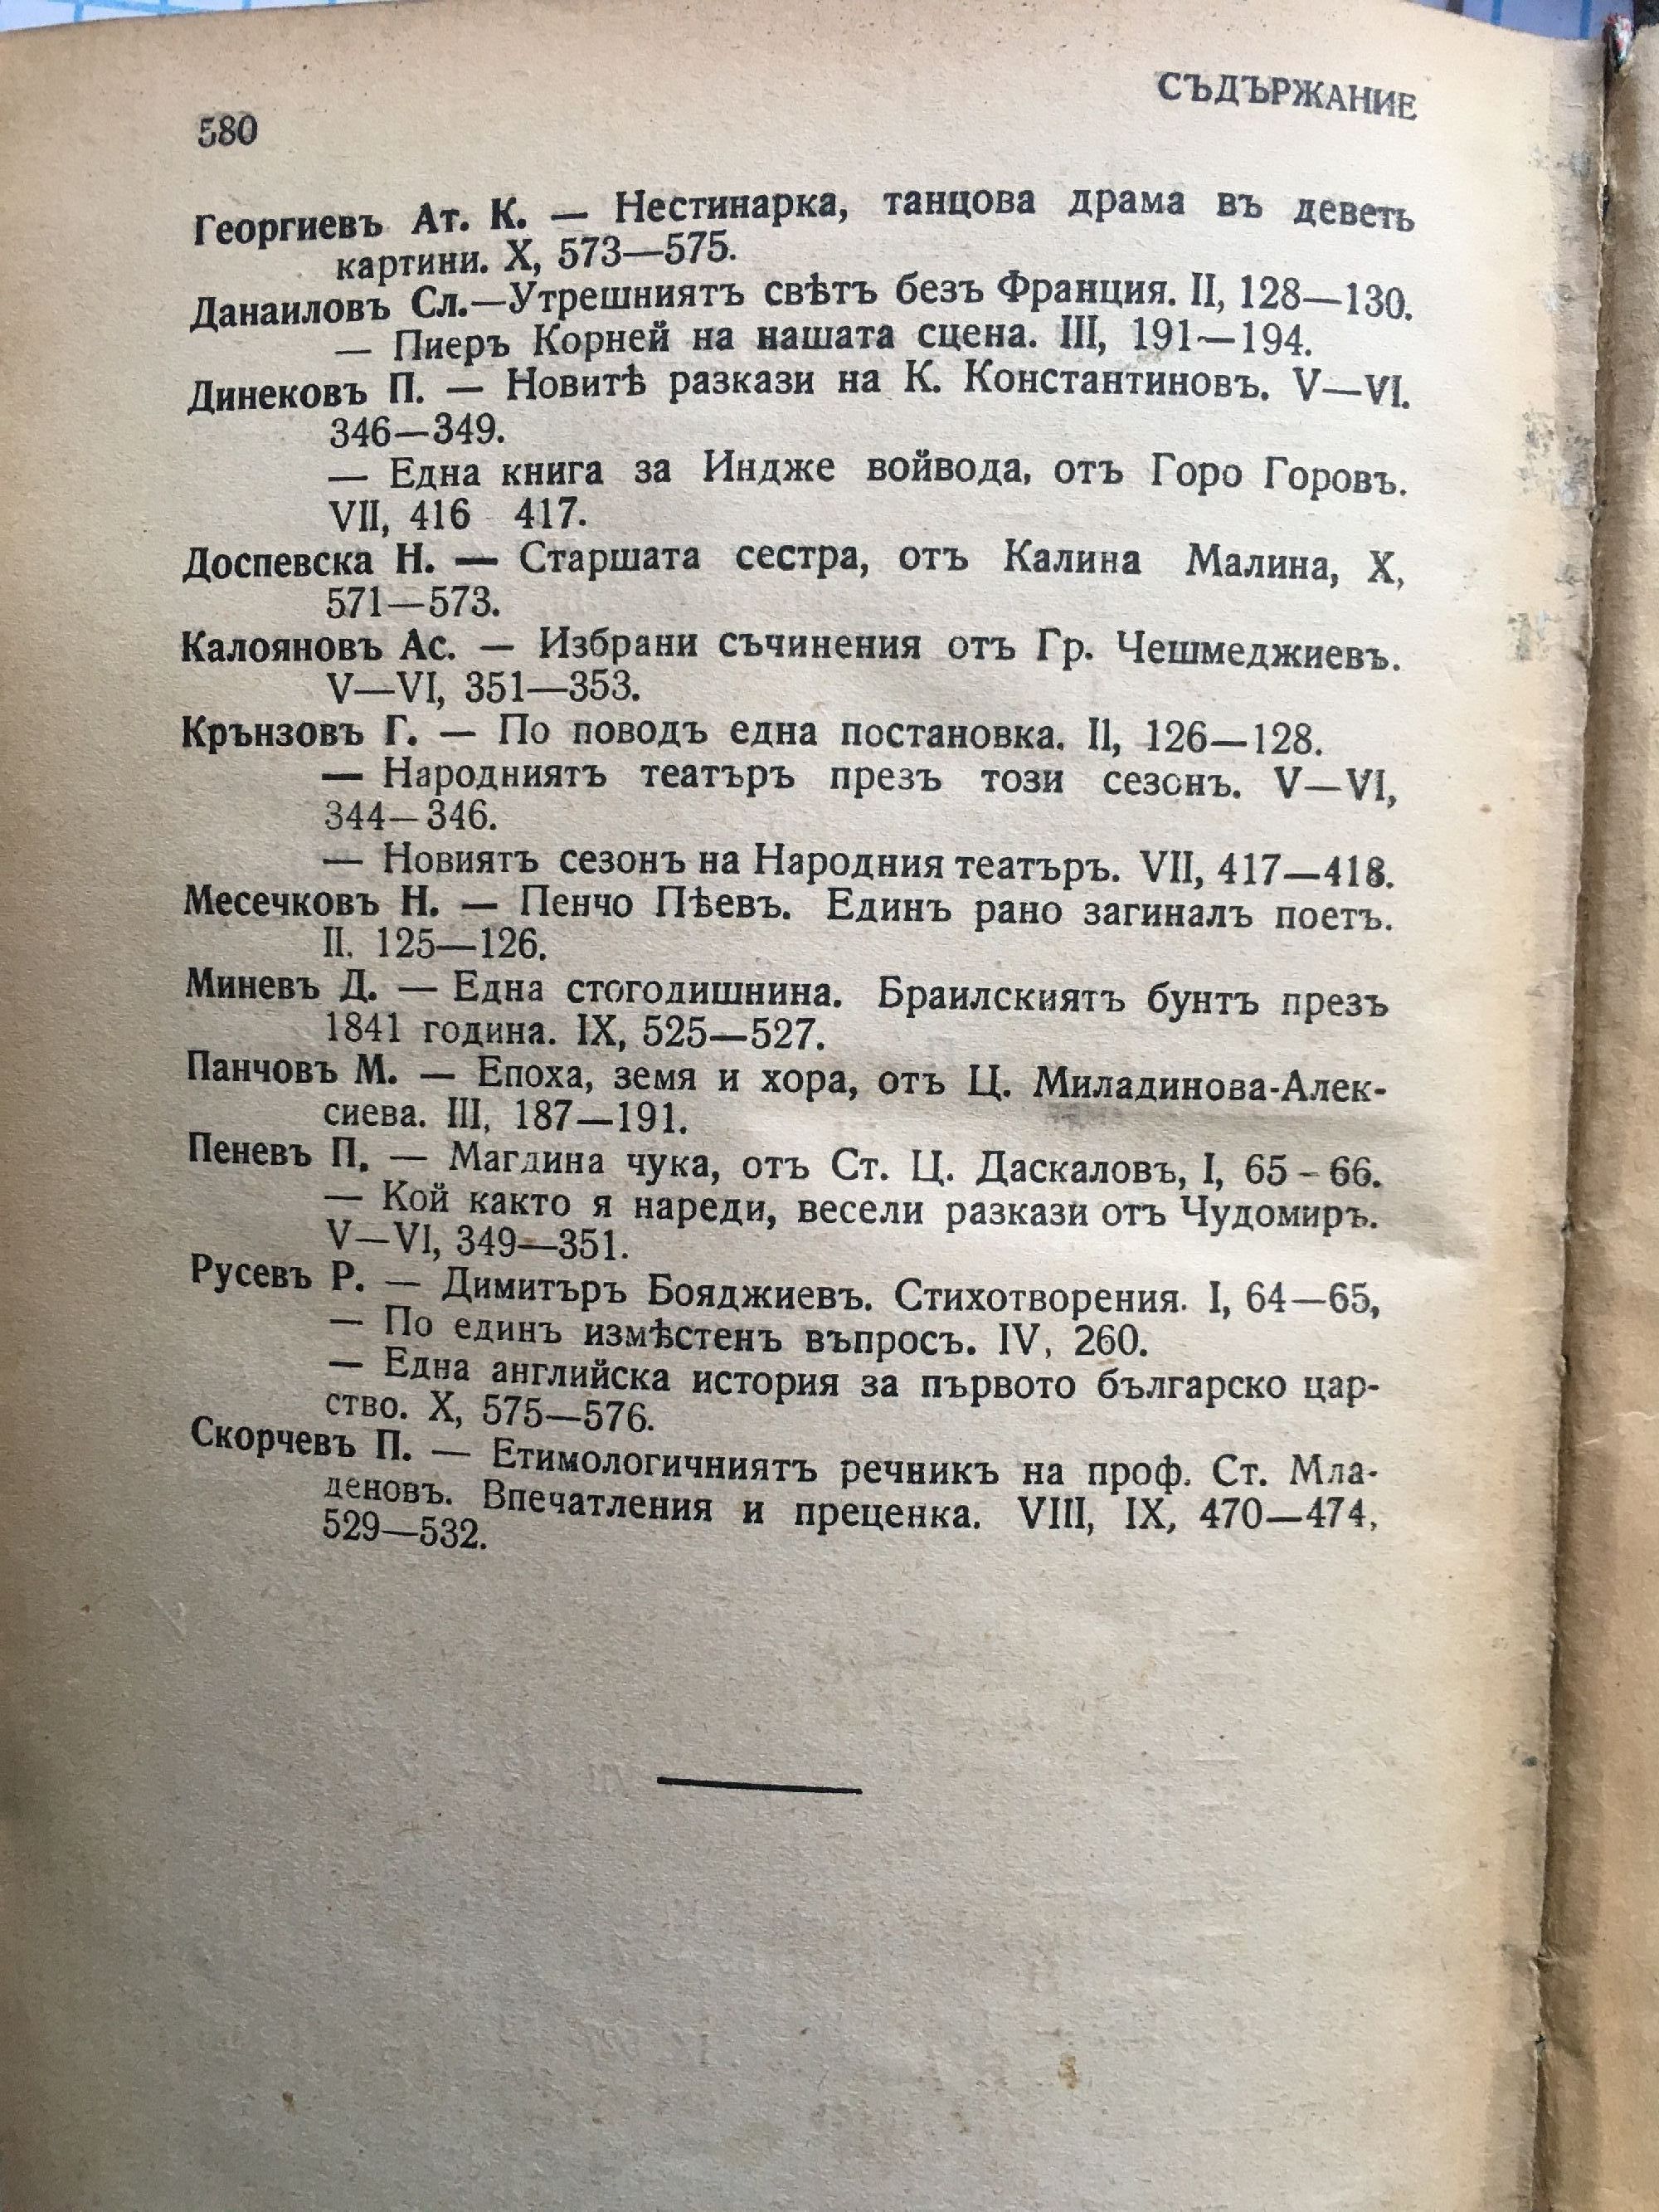 580
СЪДЪРЖАНИЕ
Георгиевъ Ат. К. — Нестинарка, танцова драма въ деветь
картини. X, 573—575.
Данаиловъ Сл.—Утрешниятъ свѣтъ безъ Франция. II, 128—130.
— Пиеръ Корней на нашата сцена. III, 191—194.
Динековъ П. — Новитѣ разкази на К. Константиновъ. V—VI.
346—349.
— Една книга за Индже войвода, отъ Горо Горовъ.
VII, 416 417.
Доспевска Н. — Старшата сестра, отъ Калина Малина, X,
571—573.
Калояновъ Ас. — Избрани съчинения отъ Гр. Чешмеджиевъ.
V—VI, 351—353.
Крънзовъ Г. — По поводъ една постановка. II, 126—128.
— Народниятъ театъръ презъ този сезонъ. V—VI,
344—346.
— Новиятъ сезонъ на Народния театъръ. VII, 417—418.
Месечковъ Н. — Пенчо Пѣевъ. Единъ рано загиналъ поетъ.
II. 125—126.
Миневъ Д. — Една стогодишнина. Браилскиятъ бунтъ презъ
1841 година. IX, 525—527.
Панчовъ М. — Епоха, земя и хора, отъ Ц. Миладинова-Алек-
сиева. III, 187—191.
Пеневъ П. — Магдина чука, отъ Ст. Ц. Даскаловъ, I, 65-66.
— Кой както я нареди, весели разкази отъ Чудомиръ.
V—VI, 349—351.
Русевъ Р. — Димитъръ Бояджиевъ. Стихотворения. I, 64—65,
— По единъ измѣстенъ въпросъ. IV, 260.
— Една английска история за първото българско цар-
ство. X, 575—576.
Скорчевъ П. — Етимологичниятъ речникъ на проф. Ст. Мла-
деновъ. Впечатления и преценка. VIII, IX, 470—474,
529—532.